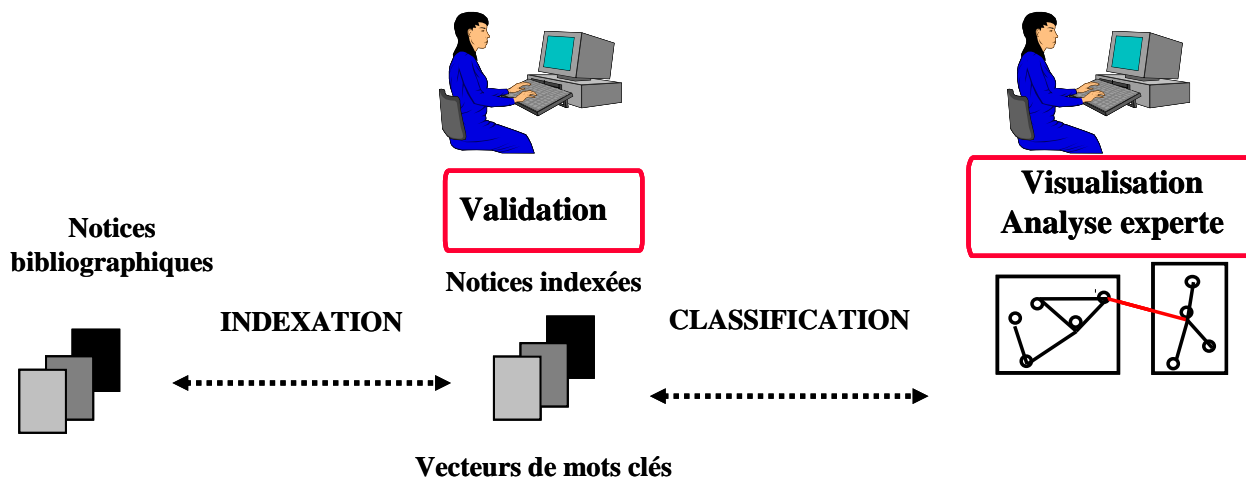 Notices
bibliographiques
INDEXATION
Validation
Notices indexées
Vecteurs de mots clés
CLASSIFICATION
Visualisation
Analyse experte